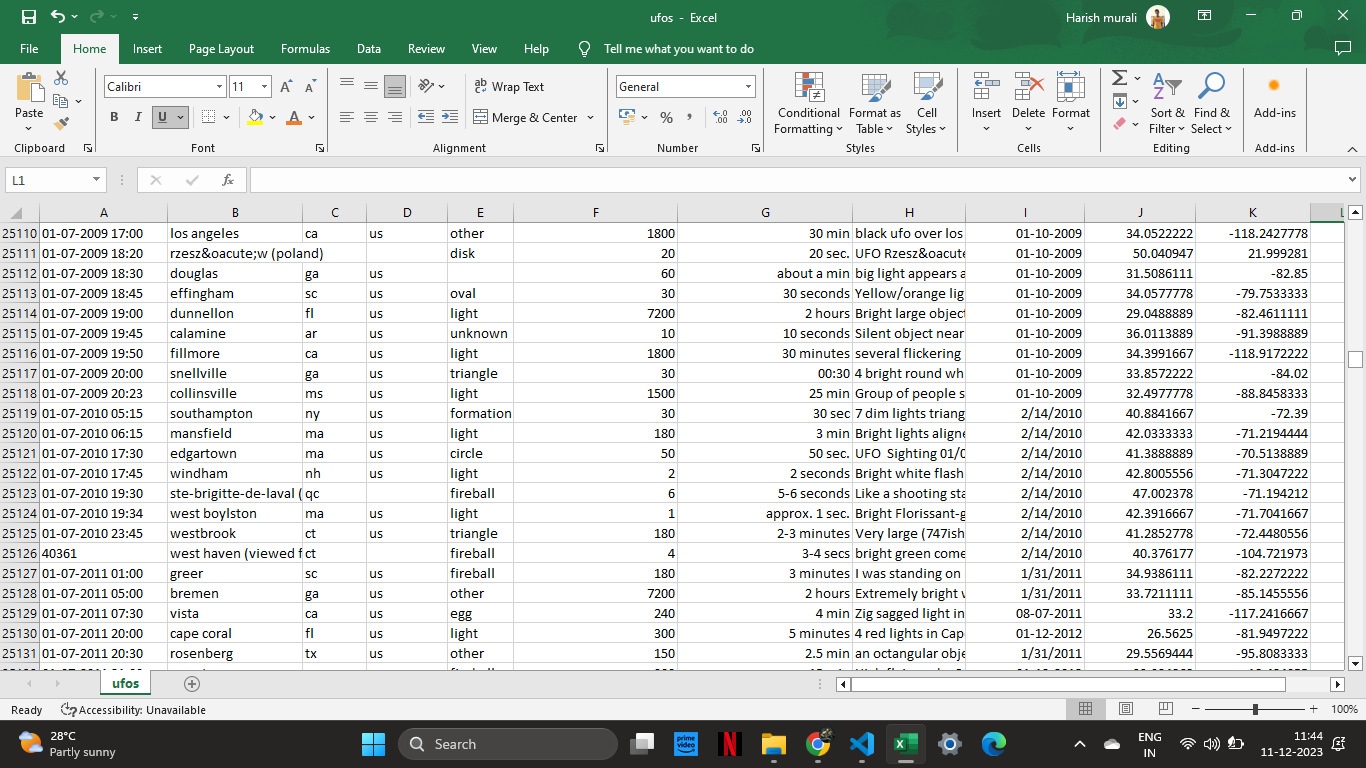 ufos - Excel
Harish murali
File Home Insert Page Layout Formulas Data Review View Help Tell me what you want to do
Calibri 11 ab Wrap Text General
Paste B I U A Merge & Center % , Conditional Formatting Format as Table Cell Styles Insert Delete Format Sort & Filter Find & Select Add-ins
Clipboard Font Alignment Number Styles Cells Editing Add-ins
L1 fx
A B C D E F G H I J K L
25110 01-07-2009 17:00 los angeles ca us other 1800 30 min black ufo over los 01-10-2009 34.0522222 -118.2427778
25111 01-07-2009 18:20 rzesz&oacute;w (poland) disk 20 20 sec. UFO Rzesz&oacute 01-10-2009 50.040947 21.999281
25112 01-07-2009 18:30 douglas ga us 60 about a min big light appears a 01-10-2009 31.5086111 -82.85
25113 01-07-2009 18:45 effingham sc us oval 30 30 seconds Yellow/orange lig 01-10-2009 34.0577778 -79.7533333
25114 01-07-2009 19:00 dunnellon fl us light 7200 2 hours Bright large object 01-10-2009 29.0488889 -82.4611111
25115 01-07-2009 19:45 calamine ar us unknown 10 10 seconds Silent object near 01-10-2009 36.0113889 -91.3988889
25116 01-07-2009 19:50 fillmore ca us light 1800 30 minutes several flickering 01-10-2009 34.3991667 -118.9172222
25117 01-07-2009 20:00 snellville ga us triangle 30 00:30 4 bright round wh 01-10-2009 33.8572222 -84.02
25118 01-07-2009 20:23 collinsville ms us light 1500 25 min Group of people s 01-10-2009 32.4977778 -88.8458333
25119 01-07-2010 05:15 southampton ny us formation 30 30 sec 7 dim lights triang 2/14/2010 40.8841667 -72.39
25120 01-07-2010 06:15 mansfield ma us light 180 3 min Bright lights aligne 2/14/2010 42.0333333 -71.2194444
25121 01-07-2010 17:30 edgartown ma us circle 50 50 sec. UFO Sighting 01/0 2/14/2010 41.3888889 -70.5138889
25122 01-07-2010 17:45 windham nh us light 2 2 seconds Bright white flash 2/14/2010 42.8005556 -71.3047222
25123 01-07-2010 19:30 ste-brigitte-de-laval ( qc fireball 6 5-6 seconds Like a shooting sta 2/14/2010 47.002378 -71.194212
25124 01-07-2010 19:34 west boylston ma us light 1 approx. 1 sec. Bright Florissant-g 2/14/2010 42.3916667 -71.7041667
25125 01-07-2010 23:45 westbrook ct us triangle 180 2-3 minutes Very large (747ish 2/14/2010 41.2852778 -72.4480556
25126 40361 west haven (viewed f ct fireball 4 3-4 secs bright green come 2/14/2010 40.376177 -104.721973
25127 01-07-2011 01:00 greer sc us fireball 180 3 minutes I was standing on 1/31/2011 34.9386111 -82.2272222
25128 01-07-2011 05:00 bremen ga us other 7200 2 hours Extremely bright w 1/31/2011 33.7211111 -85.1455556
25129 01-07-2011 07:30 vista ca us egg 240 4 min Zig sagged light in 08-07-2011 33.2 -117.2416667
25130 01-07-2011 20:00 cape coral fl us light 300 5 minutes 4 red lights in Cap 01-12-2012 26.5625 -81.9497222
25131 01-07-2011 20:30 rosenberg tx us other 150 2.5 min an octangular obje 1/31/2011 29.5569444 -95.8083333
ufos
Ready Accessibility: Unavailable 100%
28°C
Partly sunny
Search
prime video
N
ENG
IN
11:44
11-12-2023